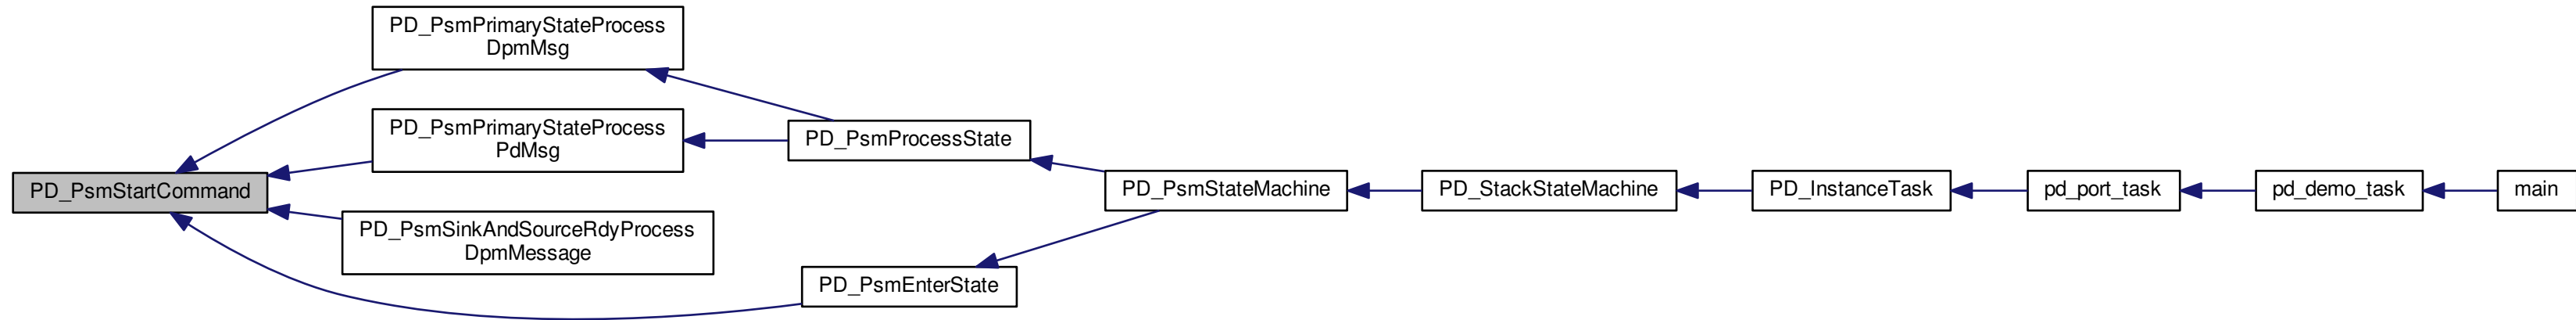 PD_PsmStartCommand
PD_PsmPrimaryStateProcess
DpmMsg
PD_PsmPrimaryStateProcess
PdMsg
PD_PsmSinkAndSourceRdyProcess
DpmMessage
PD_PsmProcessState
PD_PsmEnterState
PD_PsmStateMachine
PD_StackStateMachine
PD_InstanceTask
pd_port_task
pd_demo_task
main